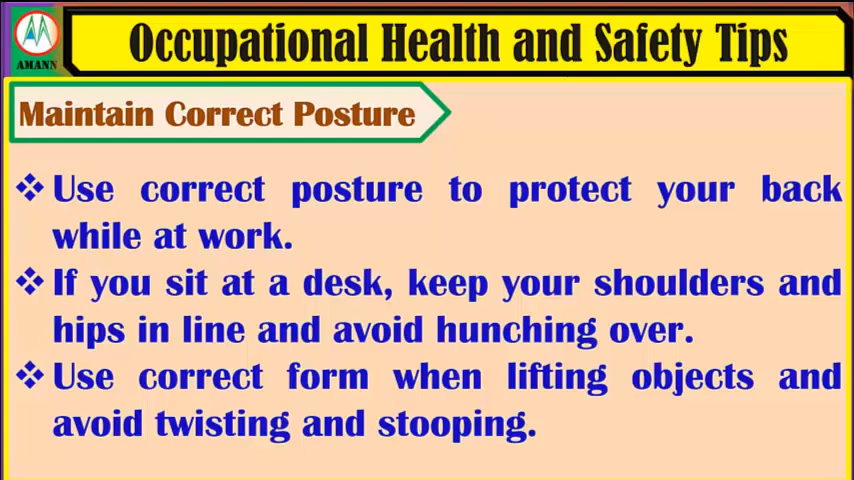 AMANN
Occupational Health and Safety Tips
Maintain Correct Posture
❖ Use correct posture to protect your back
while at work.
❖ If you sit at a desk, keep your shoulders and
hips in line and avoid hunching over.
❖ Use correct form when lifting objects and
avoid twisting and stooping.